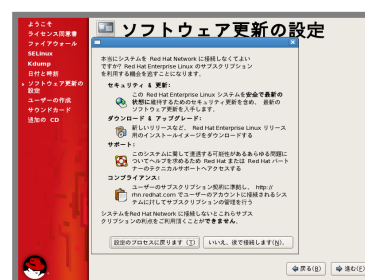 ようこそ
ライセンス同意書
ファイアウォール
SELinux
Kdump
日付と時刻
ソフトウェア更新の
設定
ユーザーの作成
サウンドカード
追加の CD
ソフトウェア更新の設定
本当にシステムを Red Hat Network に接続しなくてよい
ですか? Red Hat Enterprise Linux のサブスクリプション
を利用する機会を逃すことになります。
セキュリティ & 更新:
この Red Hat Enterprise Linux システムを安全で最新の
状態に維持するためのセキュリティ更新を含め、 最新の
ソフトウェア更新を入手します。
ダウンロード & アップグレード:
新しいリリースなど、 Red Hat Enterprise Linux リリース
用のインストールイメージをダウンロードする
サポート:
このシステムに関して遭遇する可能性があるあらゆる問題に
ついてヘルプを求めるため Red Hat または Red Hat パート
ナーのテクニカルサポートへアクセスする
コンプライアンス:
ユーザーのサブスクリプション契約に準拠し、 http://
rhn.redhat.com でユーザーのアカウントに接続されるシス
テムに対してサブスクリプションの管理を行う
システムをRed Hat Network に接続しないとこれらサブス
クリプションの利点をご利用頂くことができません。
設定のプロセスに戻ります (T)
いいえ、後で接続します(N)。
戻る(B)
進む(F)